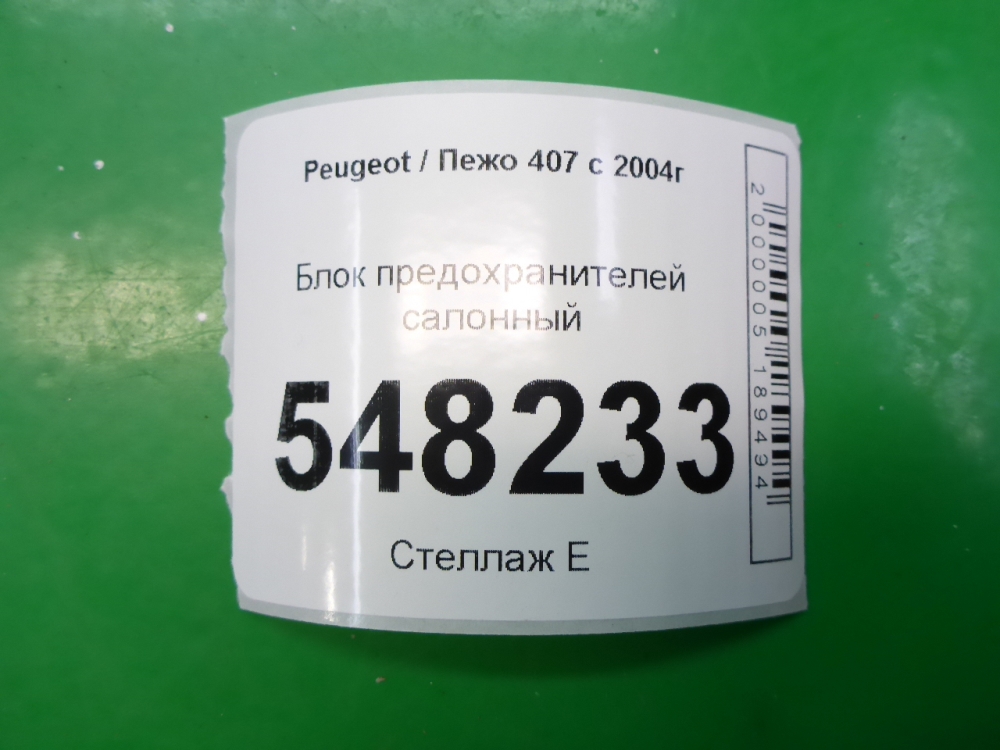 Peugeot / Пежо 407 с 2004г
Блок предохранителей
салонный
548233
Стеллаж Е
2000005189494